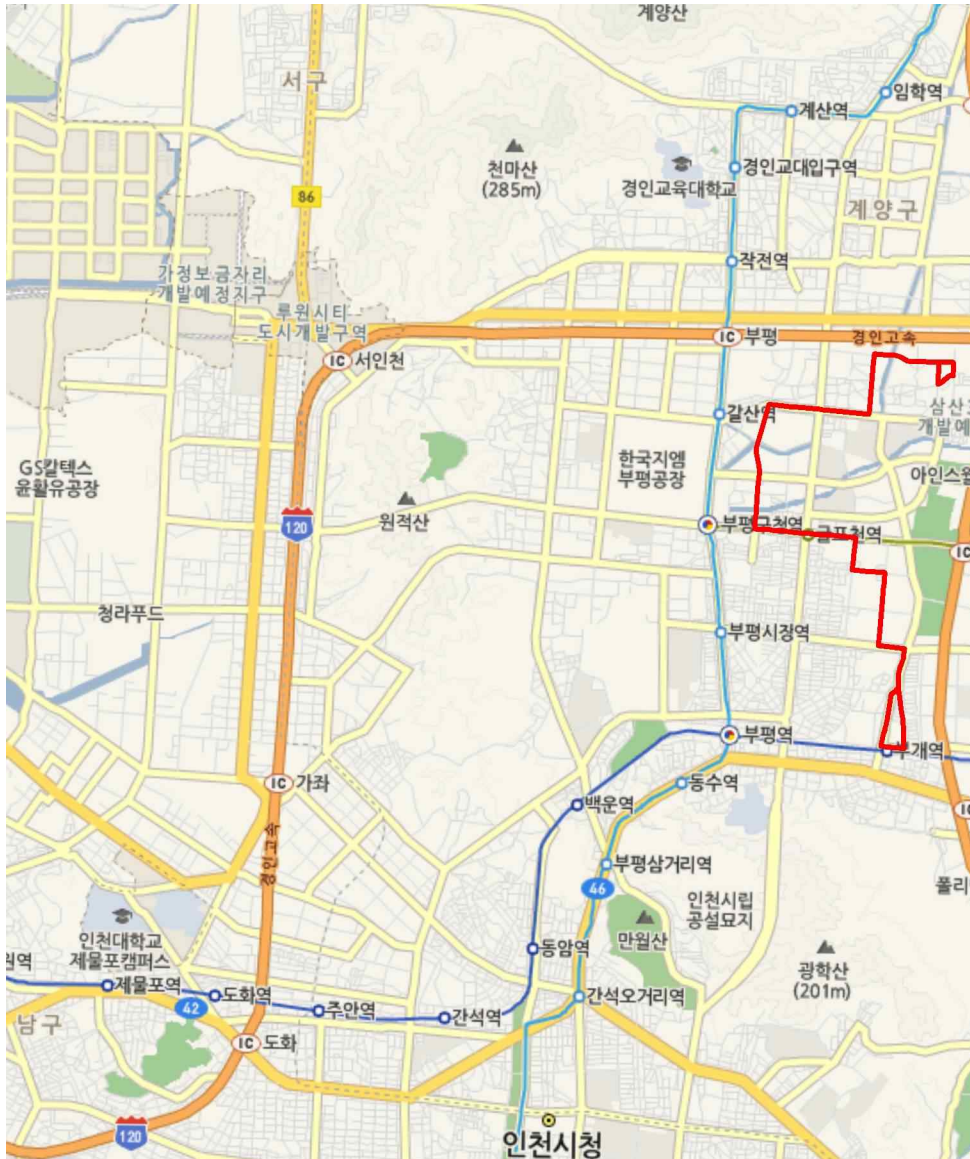 계양산
서구
임학역
계산역
천마산
(285m)
경인교육대학교
경인교대입구역
86
계양구
작전역
가정보금자리
개발예정지구
루원시티
도시개발구역
IC 부평
경인고속
IC 서인천
갈산역
삼산
개발예
GS칼텍스
윤활유공장
한국지엠
부평공장
아인스월
원적산
120
부평구청역
굴포천역
IC
청라푸드
부평시장역
부평역
부개역
IC 가좌
동수역
백운역
IC
경인고속
부평삼거리역
46
폴리
인천시립
공설묘지
인천대학교
제물포캠퍼스
만월산
동암역
광학산
(201m)
원역
제물포역
도화역
간석오거리역
42
주안역
간석역
남구
IC 도화
120
인천시청